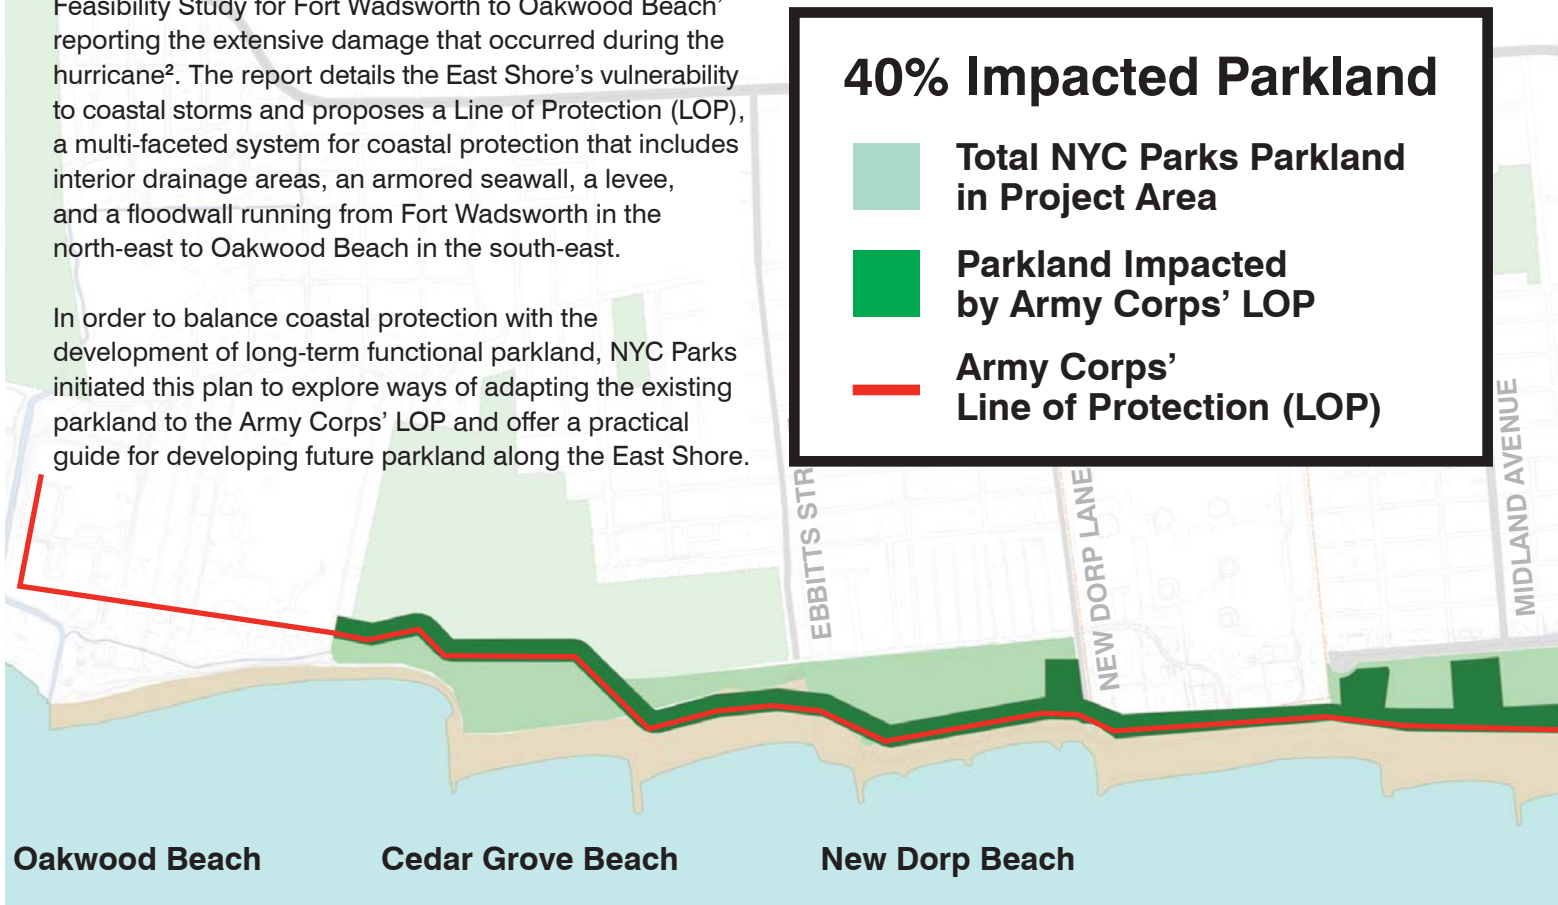 Feasibility Study for Fort Wadsworth to Oakwood Beach’
reporting the extensive damage that occurred during the
hurricane². The report details the East Shore’s vulnerability
to coastal storms and proposes a Line of Protection (LOP),
a multi-faceted system for coastal protection that includes
interior drainage areas, an armored seawall, a levee,
and a floodwall running from Fort Wadsworth in the
north-east to Oakwood Beach in the south-east.
In order to balance coastal protection with the
development of long-term functional parkland, NYC Parks
initiated this plan to explore ways of adapting the existing
parkland to the Army Corps’ LOP and offer a practical
guide for developing future parkland along the East Shore.
40% Impacted Parkland
Total NYC Parks Parkland
in Project Area
Parkland Impacted
by Army Corps’ LOP
Army Corps’
Line of Protection (LOP)
EBBITTS STR
NEW DORP LANE
MIDLAND AVENUE
Oakwood Beach
Cedar Grove Beach
New Dorp Beach